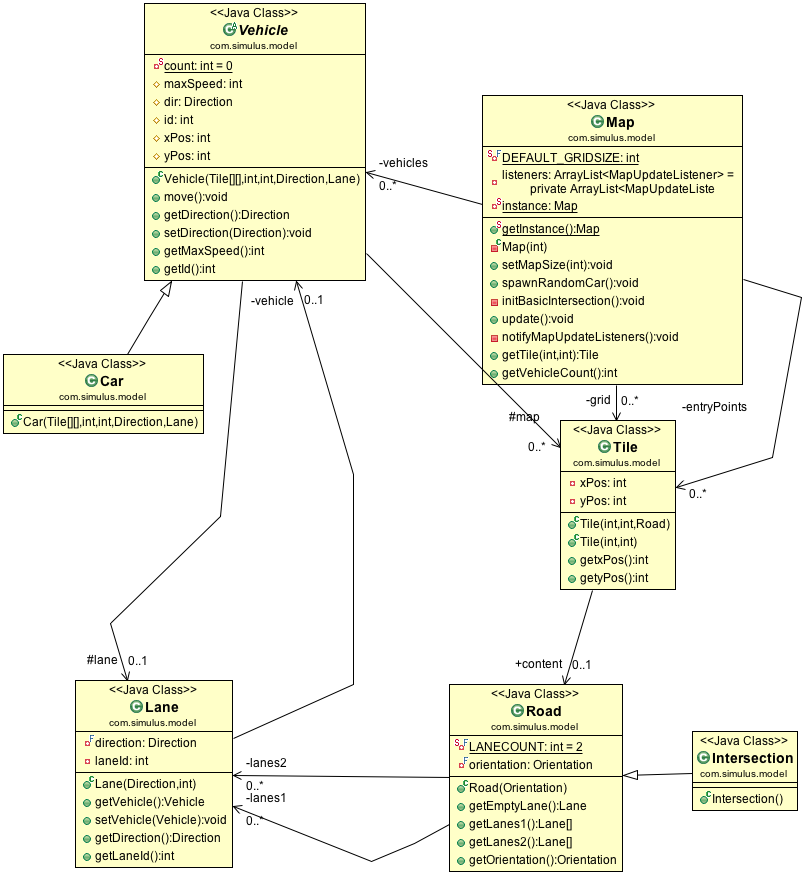 <<Java Class>>
Vehicle
com.simulus.model
count: int = 0
maxSpeed: int
dir: Direction
id: int
xPos: int
yPos: int
Vehicle(Tile[][],int,int,Direction,Lane)
move():void
getDirection():Direction
setDirection(Direction):void
getMaxSpeed():int
getId():int
<<Java Class>>
Map
com.simulus.model
DEFAULT_GRIDSIZE: int
listeners: ArrayList<MapUpdateListener> =
private ArrayList<MapUpdateListe
instance: Map
getInstance():Map
Map(int)
setMapSize(int):void
spawnRandomCar():void
initBasicIntersection():void
update():void
notifyMapUpdateListeners():void
getTile(int,int):Tile
getVehicleCount():int
-vehicles
0..*
-vehicle
0..1
<<Java Class>>
Car
com.simulus.model
Car(Tile[][],int,int,Direction,Lane)
-grid
0..*
-entryPoints
0..*
#map
0..*
<<Java Class>>
Tile
com.simulus.model
xPos: int
yPos: int
Tile(int,int,Road)
Tile(int,int)
getxPos():int
getyPos():int
#lane
0..1
+content
0..1
<<Java Class>>
Lane
com.simulus.model
direction: Direction
laneId: int
Lane(Direction,int)
getVehicle():Vehicle
setVehicle(Vehicle):void
getDirection():Direction
getLaneId():int
-lanes2
0..*
-lanes1
0..*
<<Java Class>>
Road
com.simulus.model
LANECOUNT: int = 2
orientation: Orientation
Road(Orientation)
getEmptyLane():Lane
getLanes1():Lane[]
getLanes2():Lane[]
getOrientation():Orientation
<<Java Class>>
Intersection
com.simulus.model
Intersection()